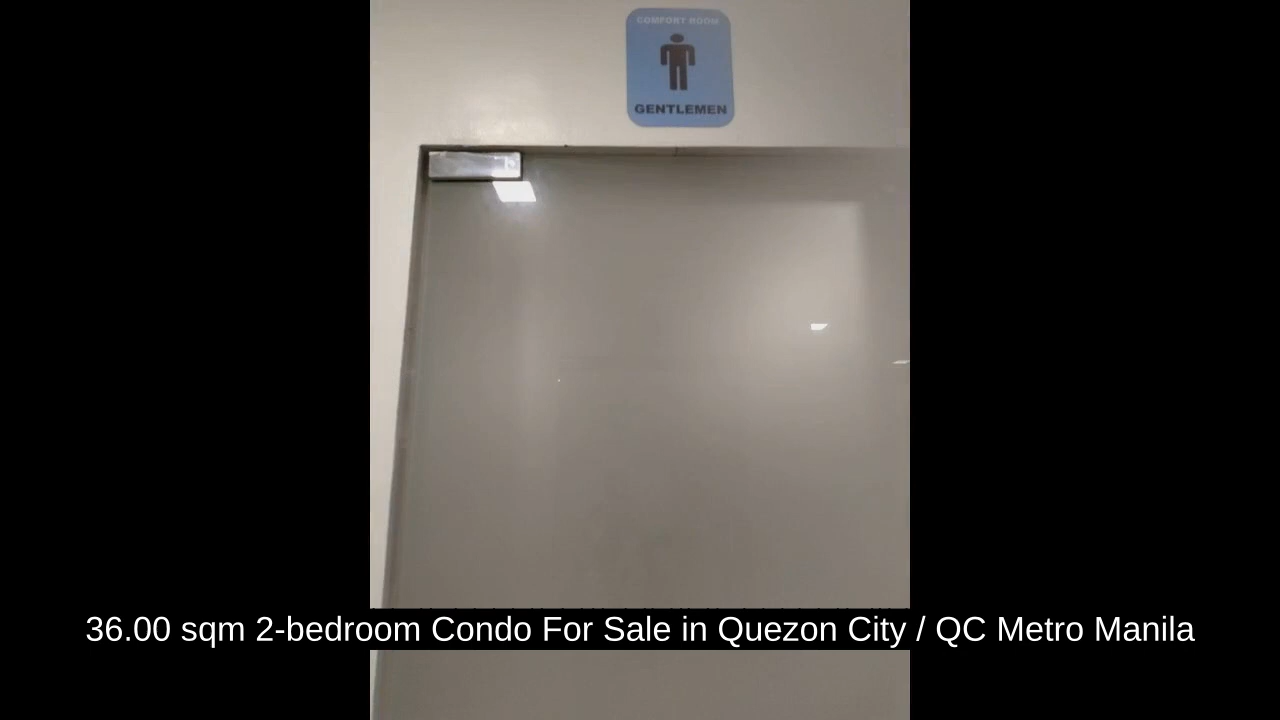 COMFORT ROOM
GENTLEMEN
36.00 sqm 2-bedroom Condo For Sale in Quezon City / QC Metro Manila